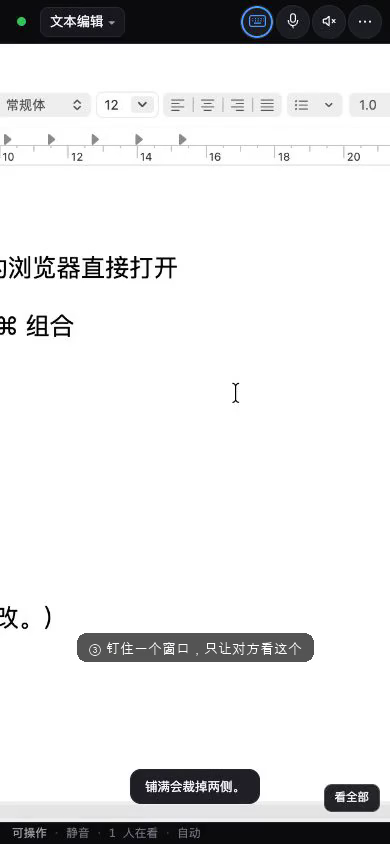 文本编辑
常规体 12 1.0
10 12 14 16 18 20
浏览器直接打开
⌘ 组合
改。)
③ 钉住一个窗口，只让对方看这个
铺满会裁掉两侧。
看全部
可操作 · 静音 · 1 人在看 · 自动